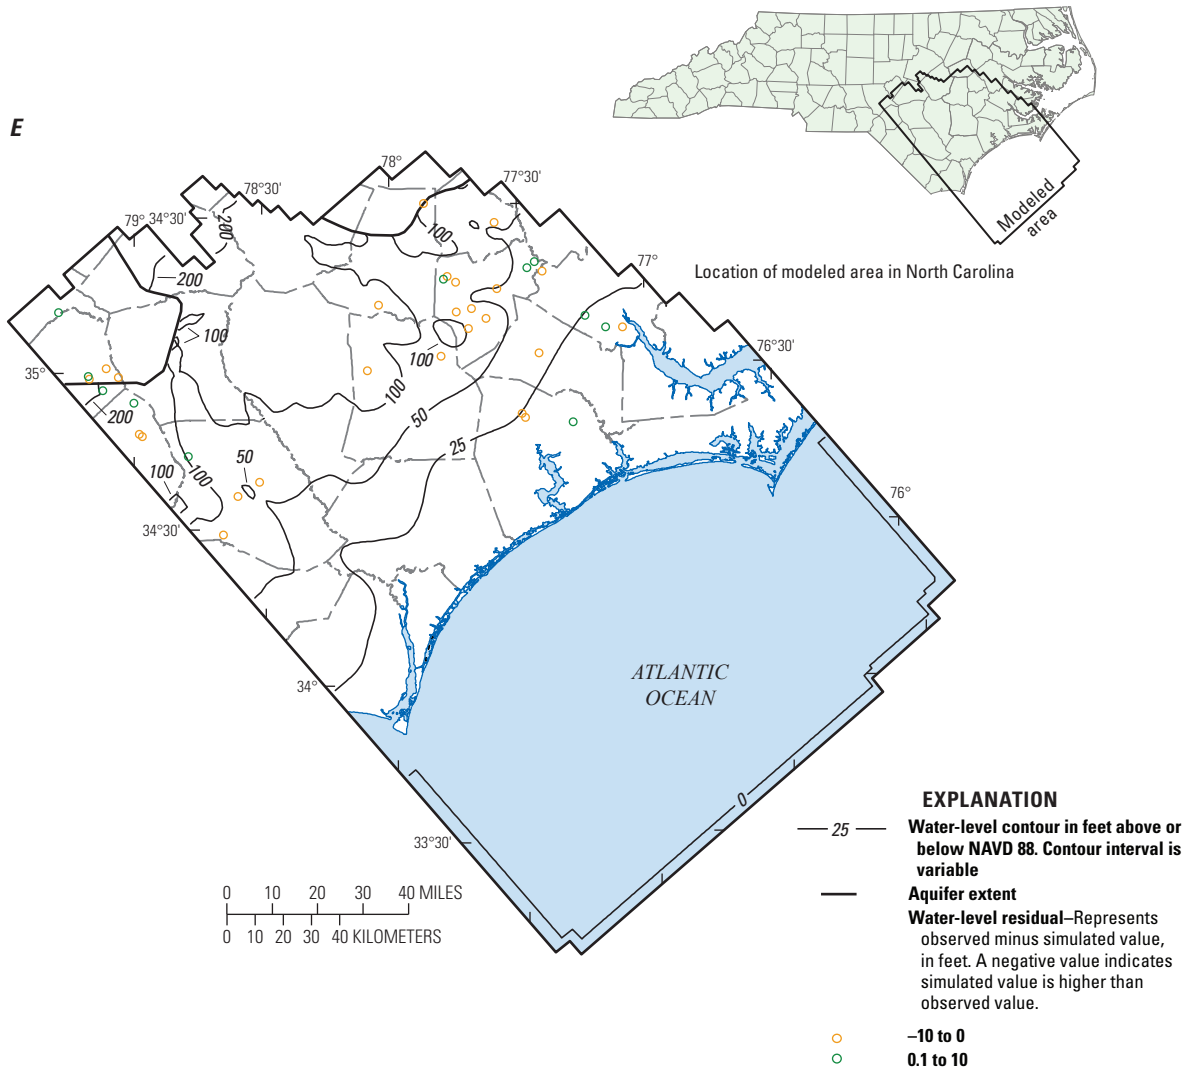 E
Modeled
area
Location of modeled area in North Carolina
78°
77°30'
78°30'
79°
34°30'
200
100
200
77°
100
76°30'
100
35°
100
200
50
25
50
100
100
76°
34°30'
ATLANTIC
OCEAN
34°
0
33°30'
0 10 20 30 40 MILES
0 10 20 30 40 KILOMETERS
EXPLANATION
25
Water-level contour in feet above or
below NAVD 88. Contour interval is
variable
Aquifer extent
Water-level residual–Represents
observed minus simulated value,
in feet. A negative value indicates
simulated value is higher than
observed value.
–10 to 0
0.1 to 10